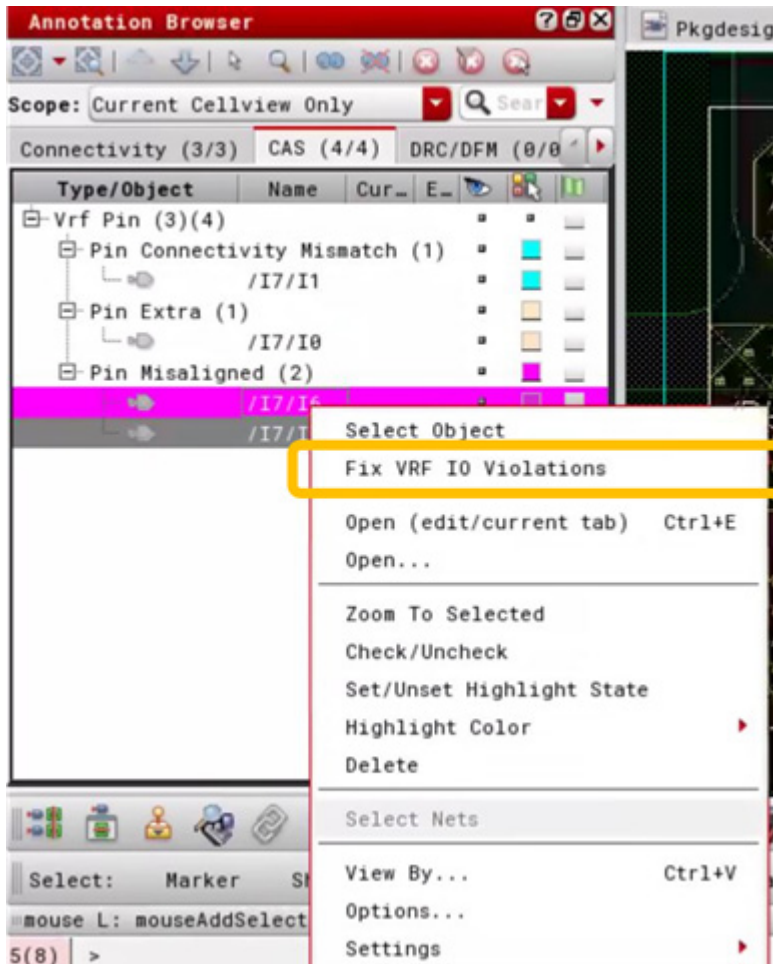 Annotation Browser
Pkgdesig
Scope: Current Cellview Only Sear
Connectivity (3/3) CAS (4/4) DRC/DFM (0/0
Type/Object Name Cur… E…
Vrf Pin (3)(4)
Pin Connectivity Mismatch (1)
/I7/I1
Pin Extra (1)
/I7/I0
Pin Misaligned (2)
/I7/I6
/I7/I
Select Object
Fix VRF IO Violations
Open (edit/current tab) Ctrl+E
Open...
Zoom To Selected
Check/Uncheck
Set/Unset Highlight State
Highlight Color
Delete
Select Nets
View By... Ctrl+V
Options...
Settings
Select: Marker
mouse L: mouseAddSelect
5(8) >